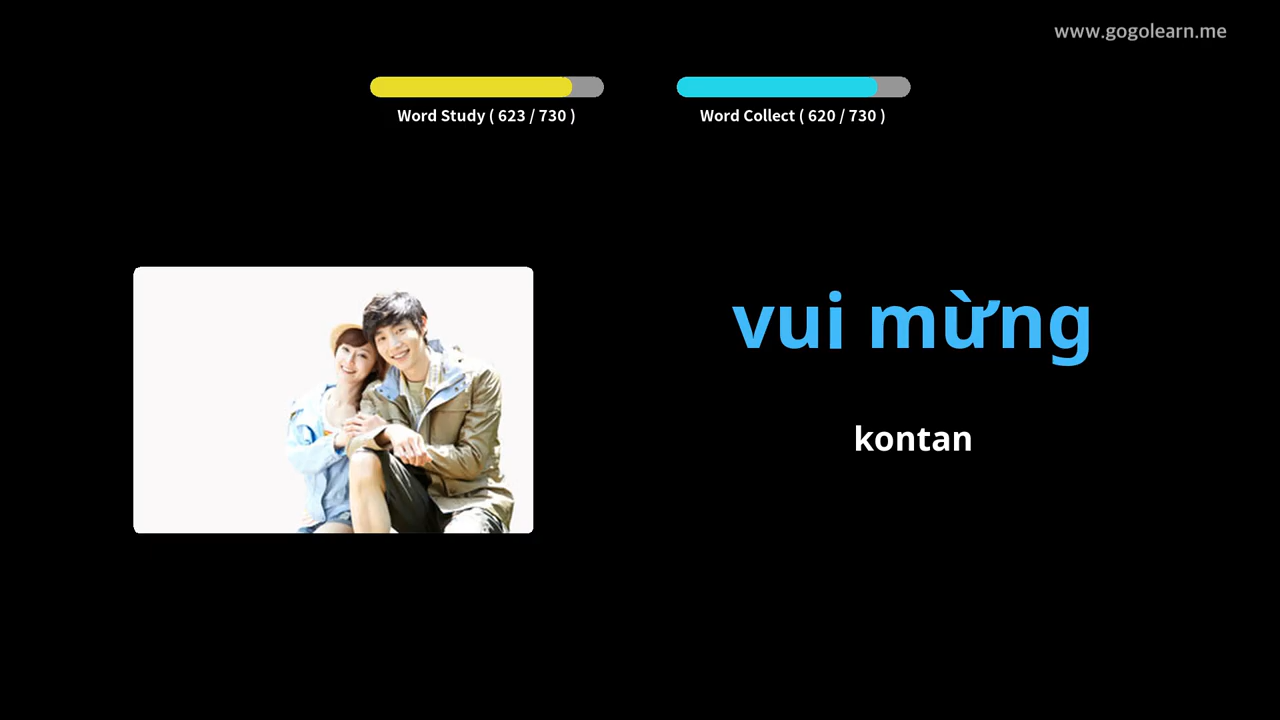 www.gogolearn.me
Word Study ( 623 / 730 )
Word Collect ( 620 / 730 )
vui mừng
kontan